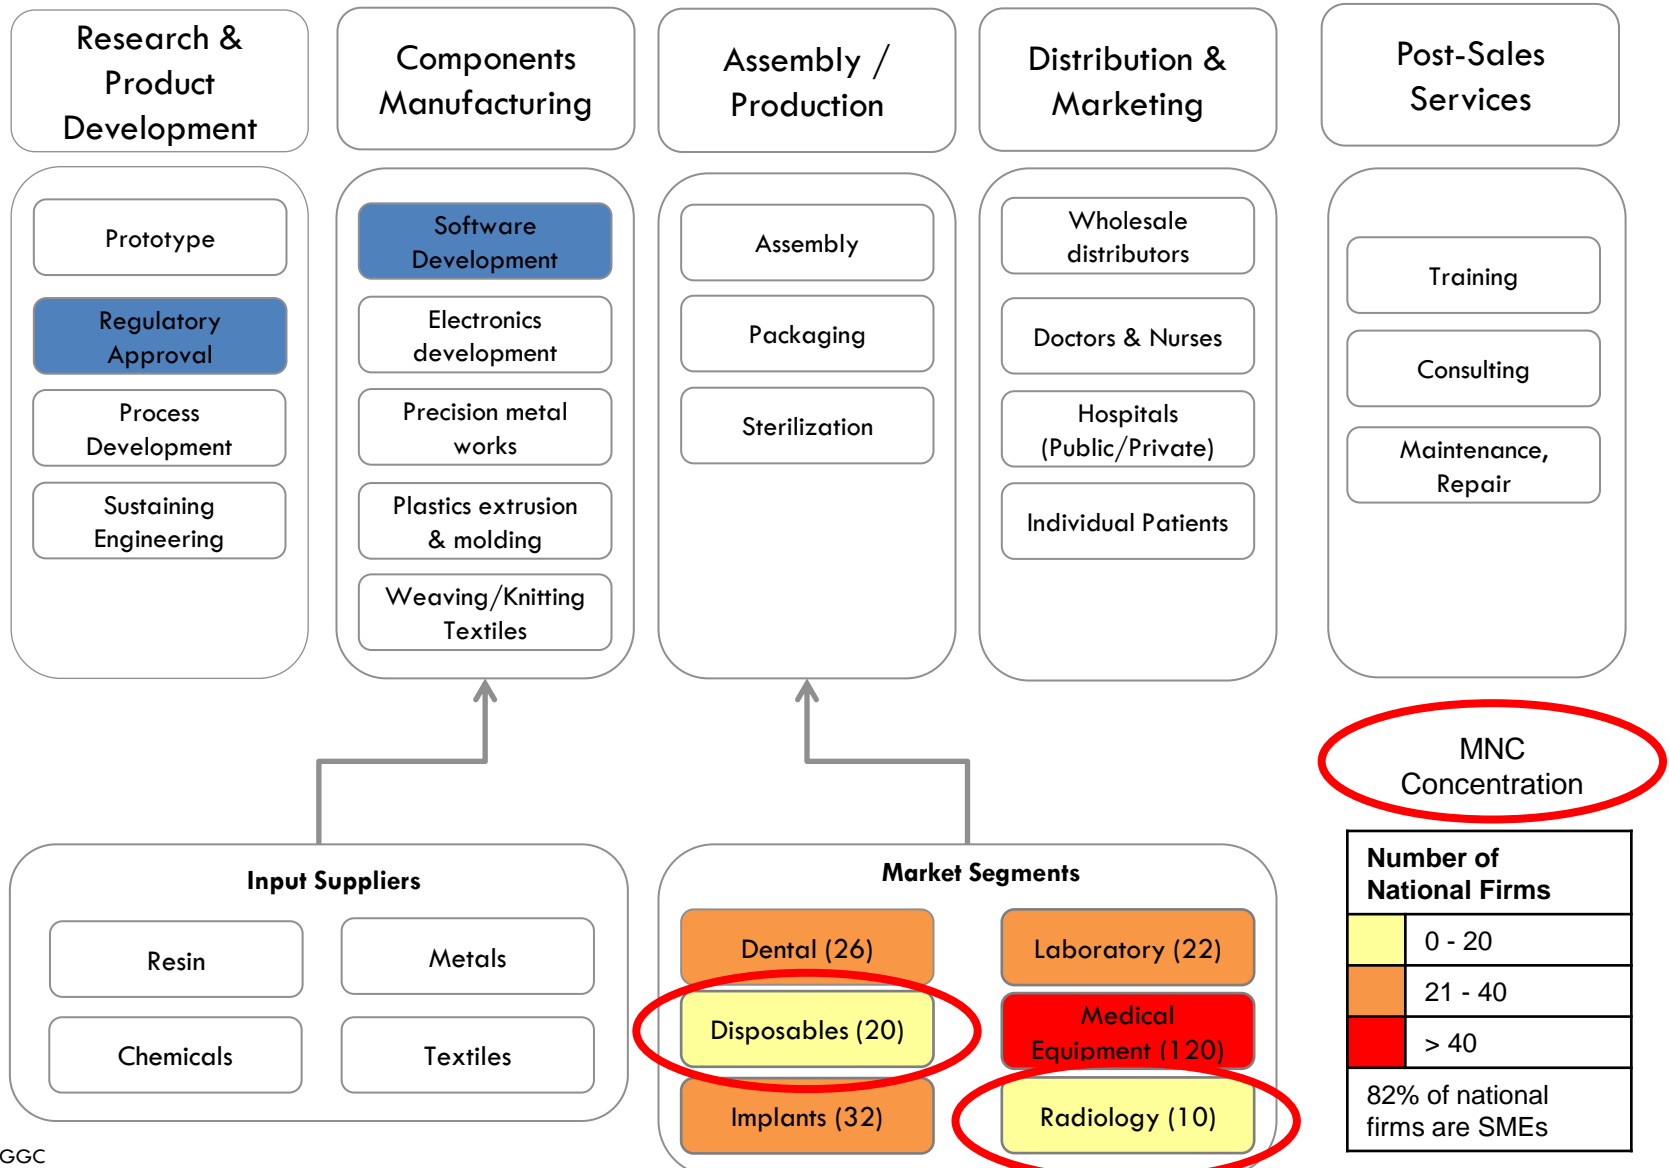 Research &
Product
Development
Components
Manufacturing
Assembly /
Production
Distribution &
Marketing
Post-Sales
Services
Prototype
Regulatory
Approval
Process
Development
Sustaining
Engineering
Software
Development
Electronics
development
Precision metal
works
Plastics extrusion
& molding
Weaving/Knitting
Textiles
Assembly
Packaging
Sterilization
Wholesale
distributors
Doctors & Nurses
Hospitals
(Public/Private)
Individual Patients
Training
Consulting
Maintenance,
Repair
MNC
Concentration
Input Suppliers
Resin
Metals
Chemicals
Textiles
Market Segments
Dental (26)
Laboratory (22)
Disposables (20)
Medical
Equipment (120)
Implants (32)
Radiology (10)
Number of
National Firms
0 - 20
21 - 40
> 40
82% of national
firms are SMEs
GGC